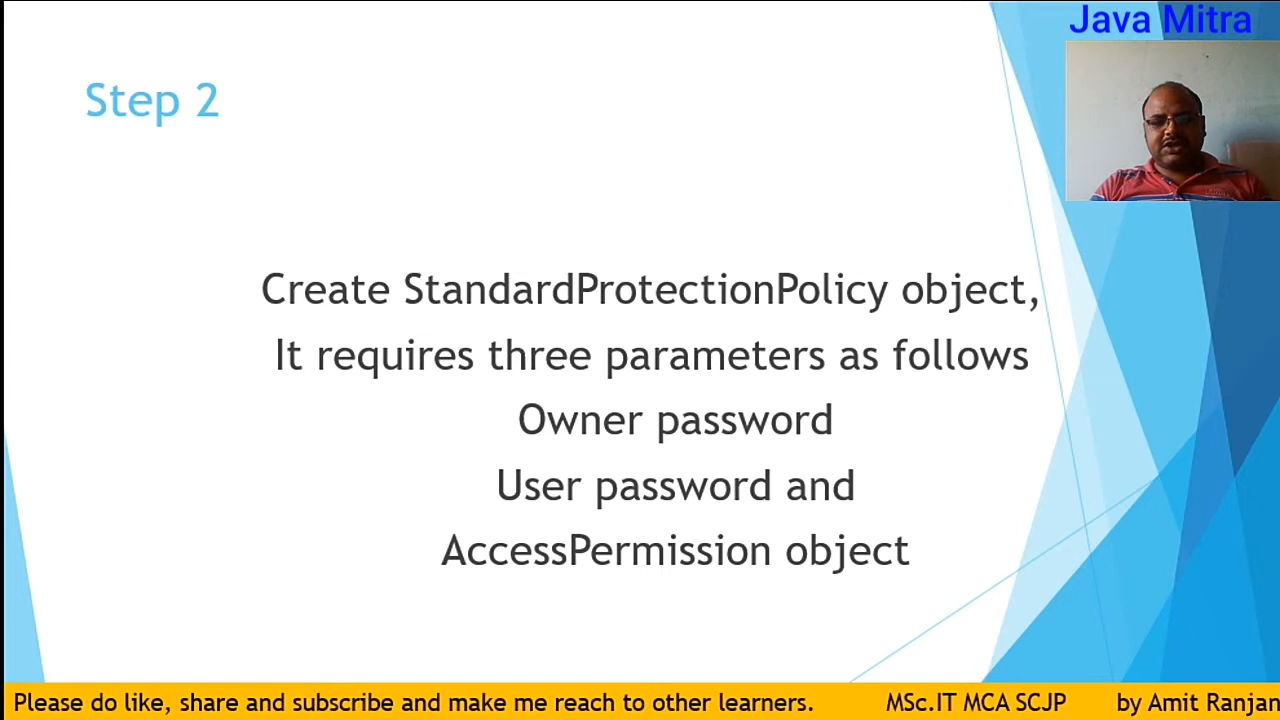 Java Mitra
Step 2
Create StandardProtectionPolicy object,
It requires three parameters as follows
Owner password
User password and
AccessPermission object
Please do like, share and subscribe and make me reach to other learners. MSc.IT MCA SCJP by Amit Ranjan